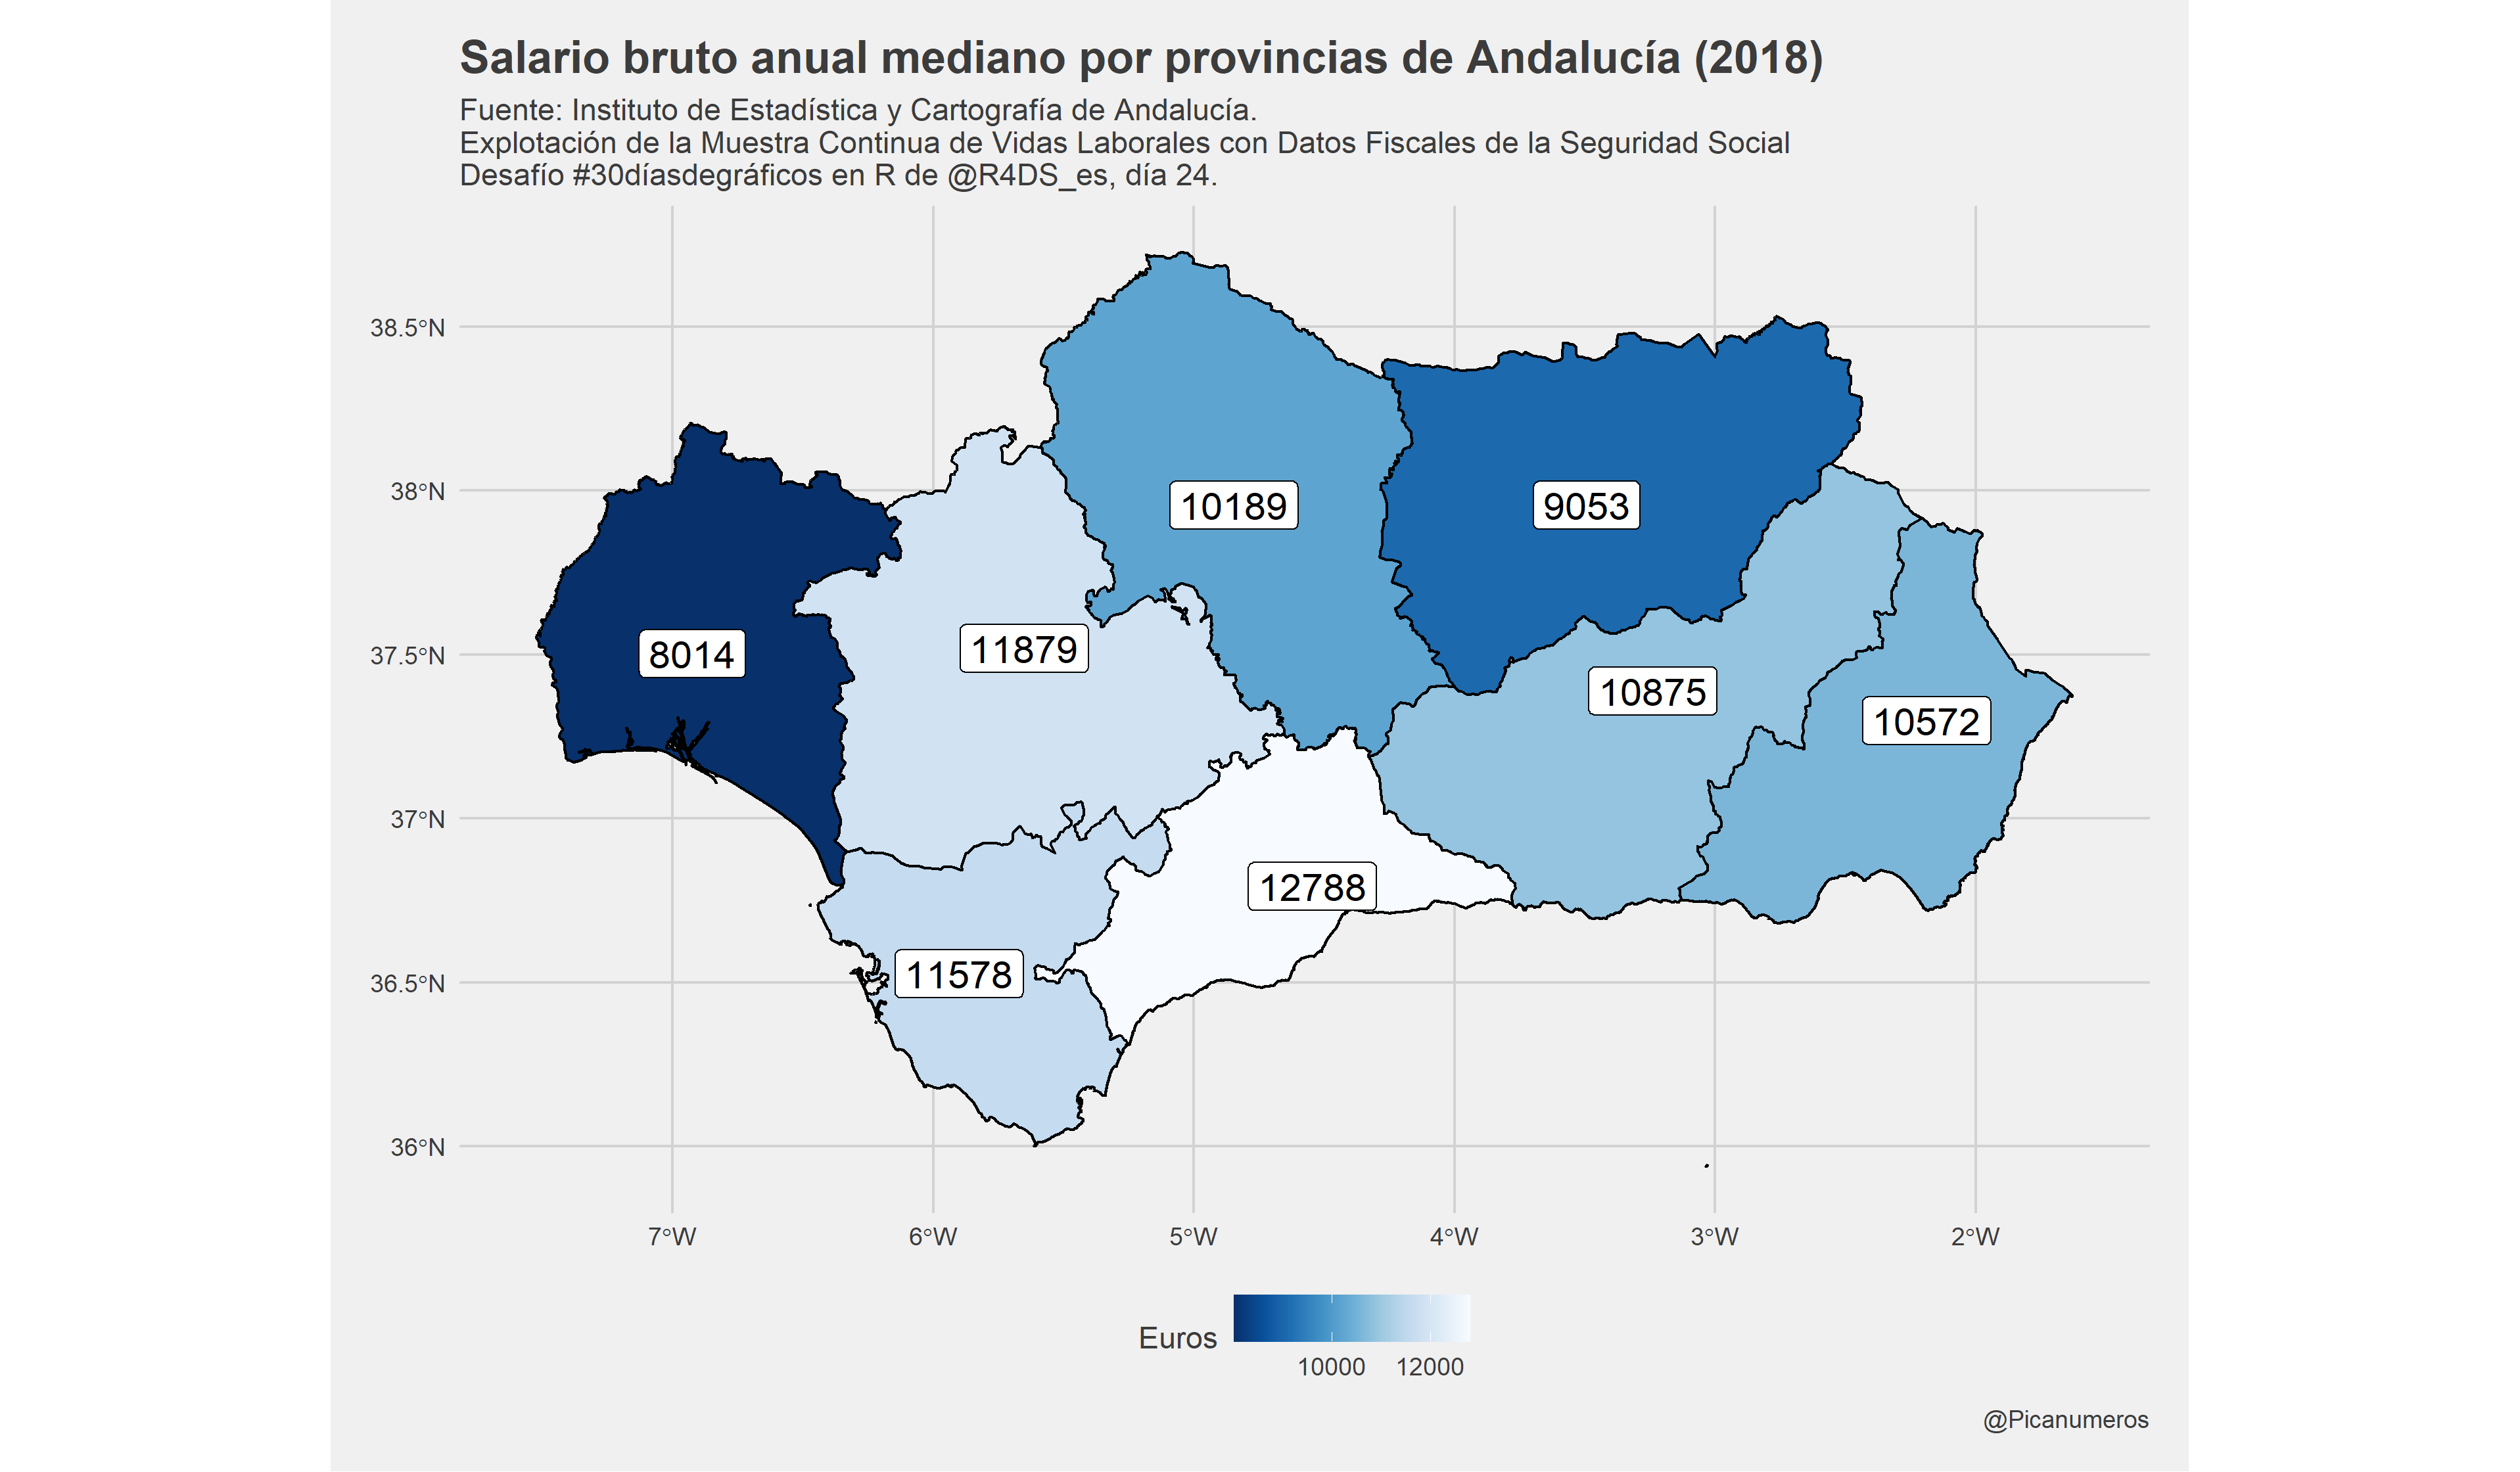 Salario bruto anual mediano por provincias de Andalucía (2018)
Fuente: Instituto de Estadística y Cartografía de Andalucía.
Explotación de la Muestra Continua de Vidas Laborales con Datos Fiscales de la Seguridad Social
Desafío #30díasdegráficos en R de @R4DS_es, día 24.
38.5°N
38°N
37.5°N
37°N
36.5°N
36°N
10189
9053
8014
11879
10875
10572
12788
11578
7°W
6°W
5°W
4°W
3°W
2°W
Euros
10000
12000
@Picanumeros